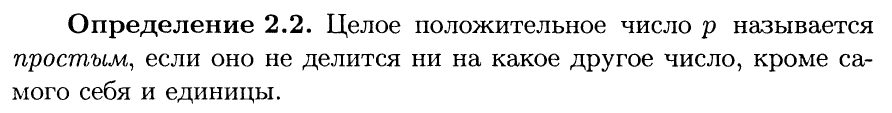 Определение 2.2. Целое положительное число p называется
простым, если оно не делится ни на какое другое число, кроме са-
мого себя и единицы.